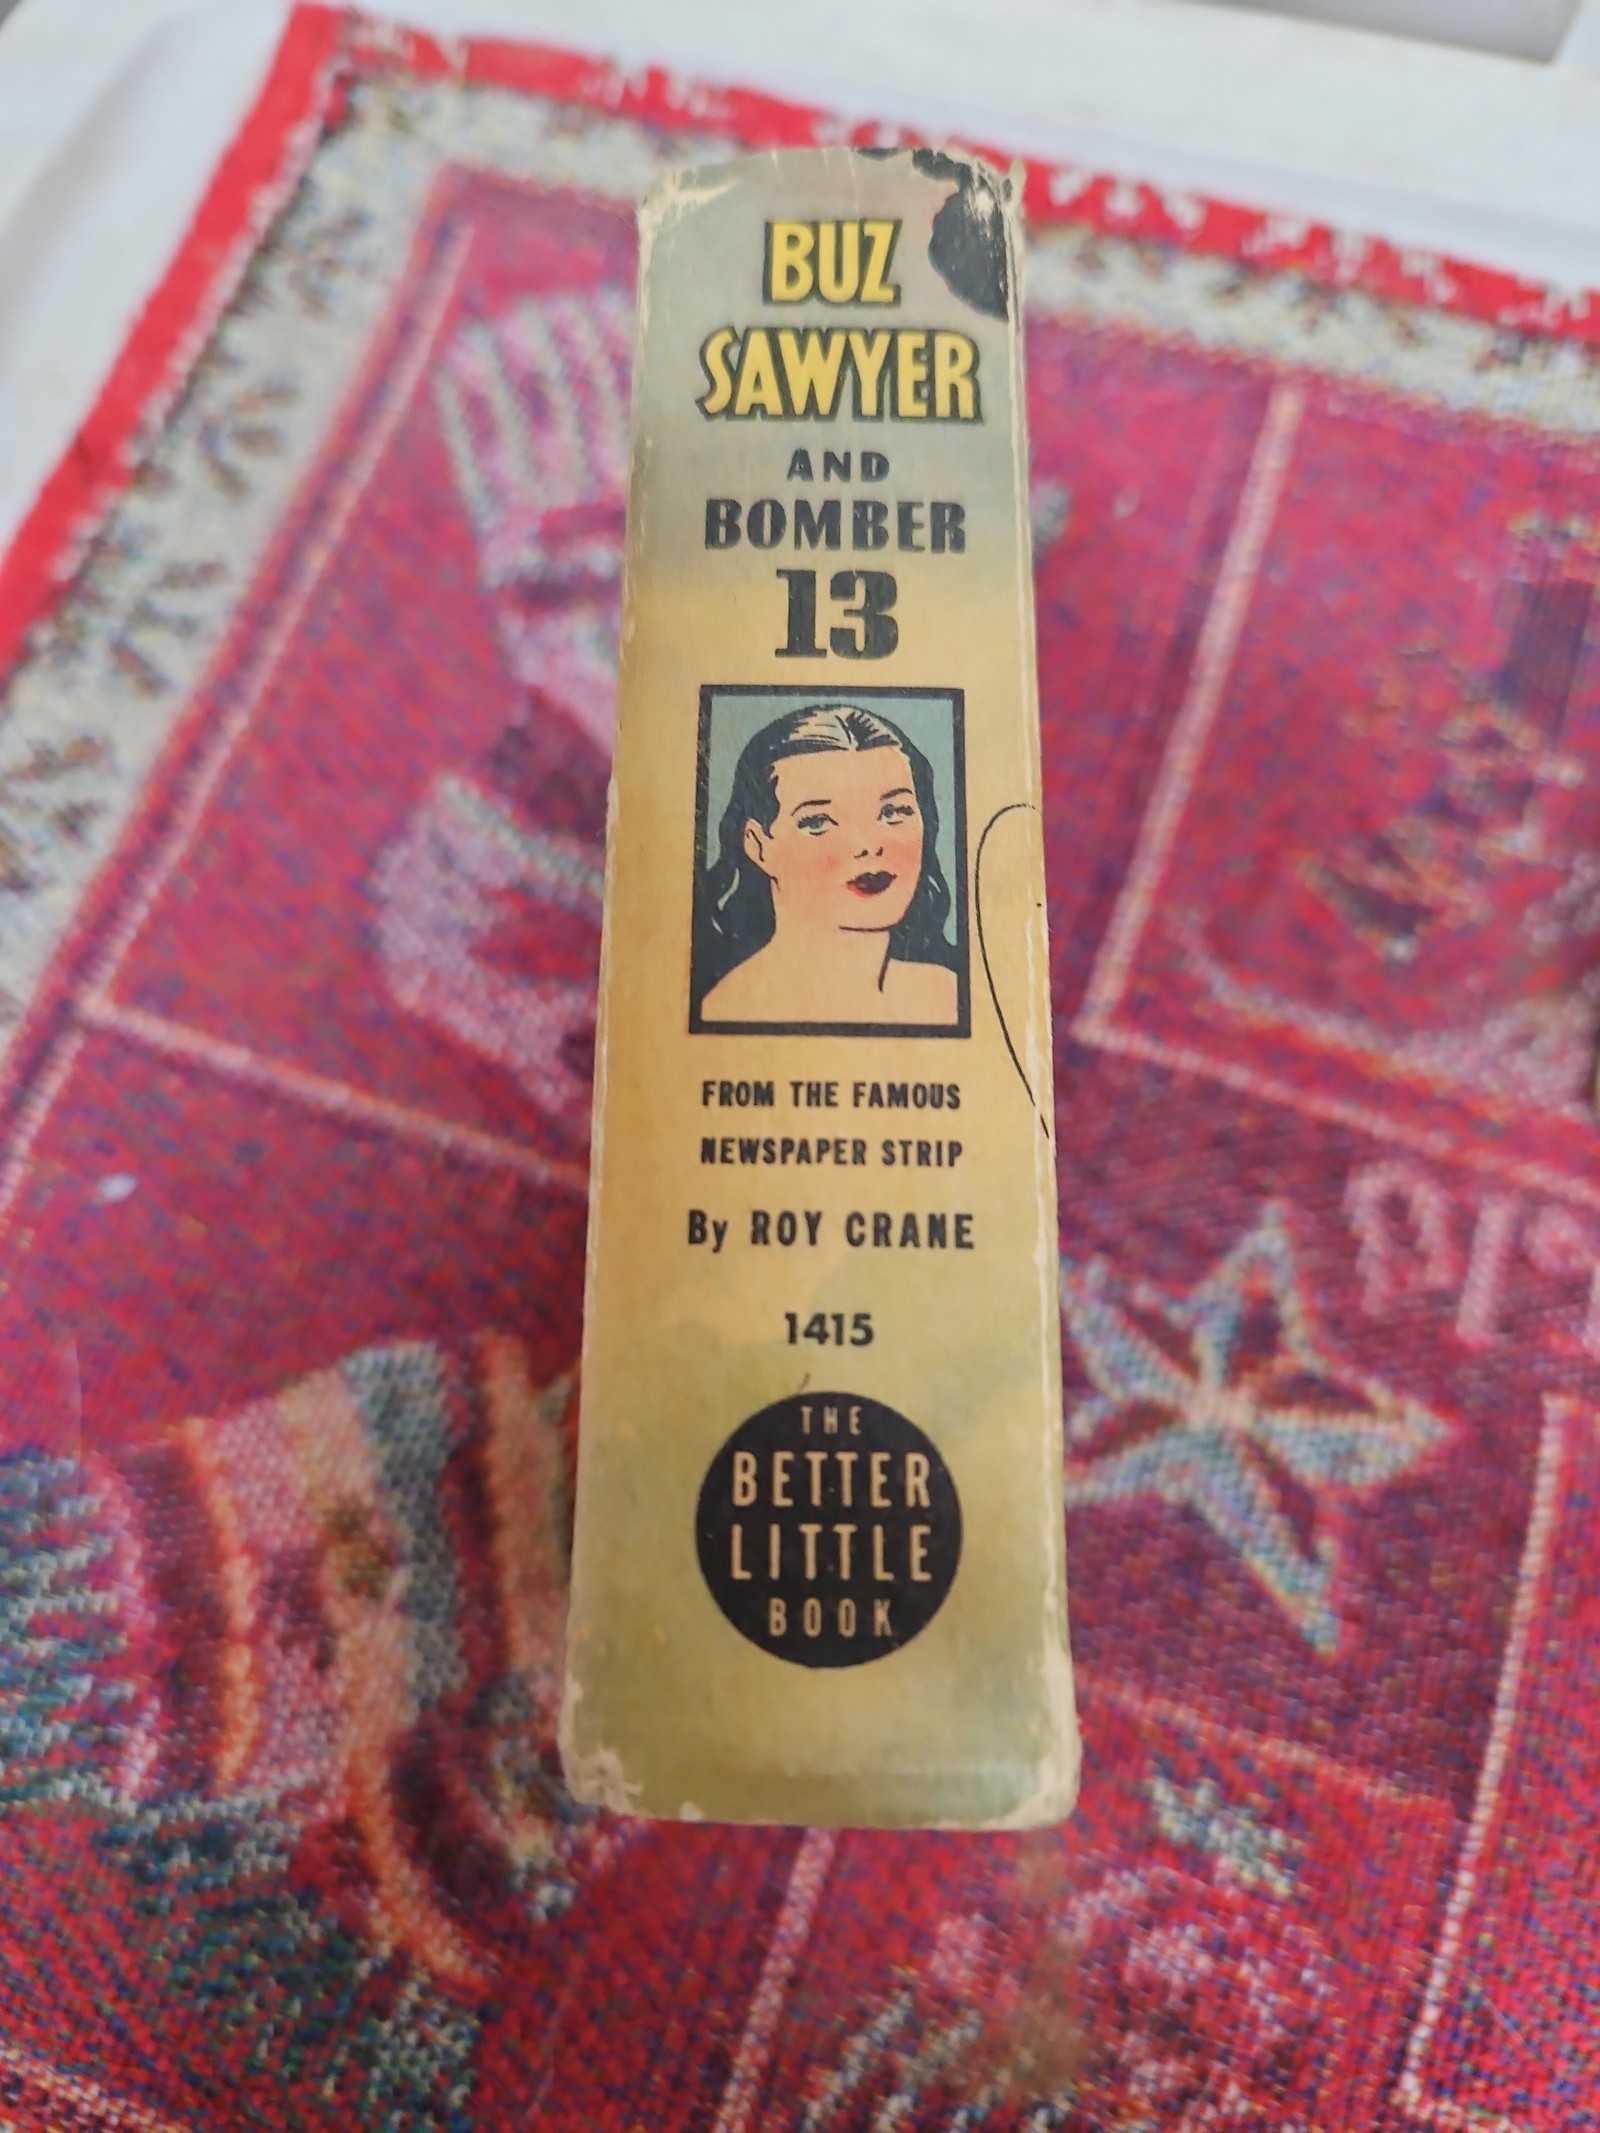 BUZ
SAWYER
AND
BOMBER
13
FROM THE FAMOUS
NEWSPAPER STRIP
By ROY CRANE
1415
THE
BETTER
LITTLE
BOOK